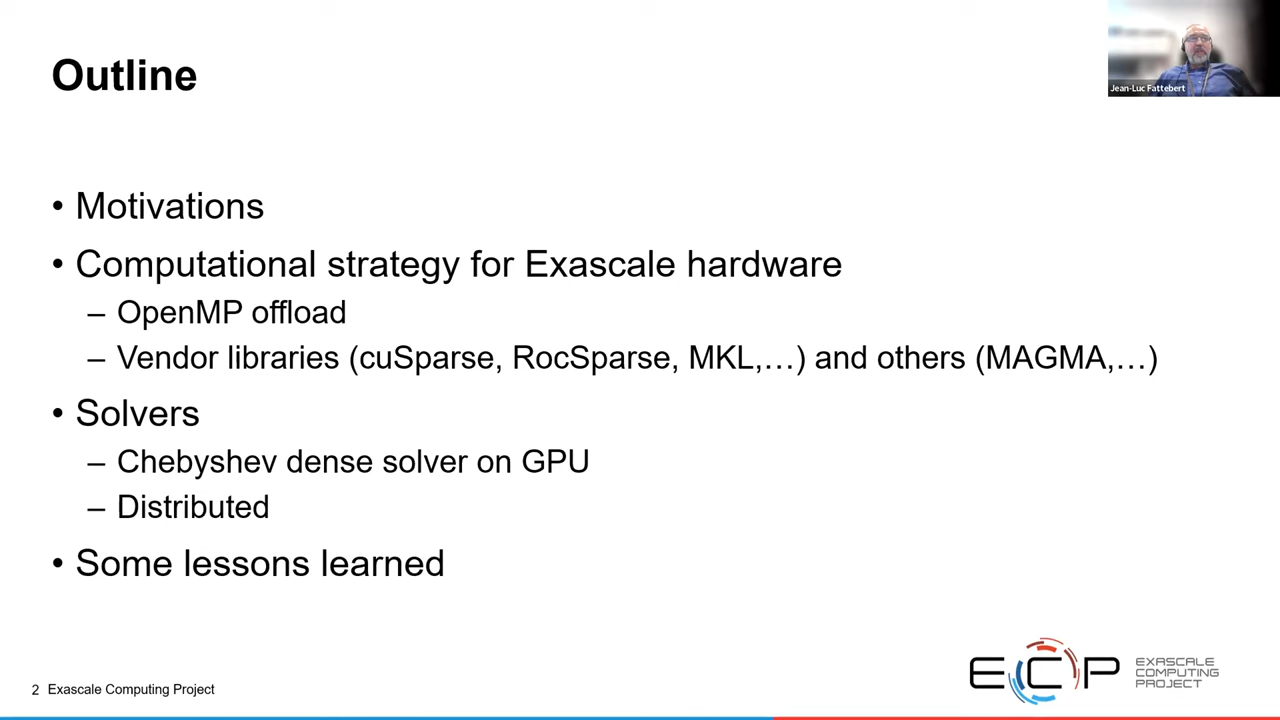 Outline
Jean-Luc Fattebert
• Motivations
• Computational strategy for Exascale hardware
– OpenMP offload
– Vendor libraries (cuSparse, RocSparse, MKL,…) and others (MAGMA,…)
• Solvers
– Chebyshev dense solver on GPU
– Distributed
• Some lessons learned
2 Exascale Computing Project
ECP
EXASCALE
COMPUTING
PROJECT